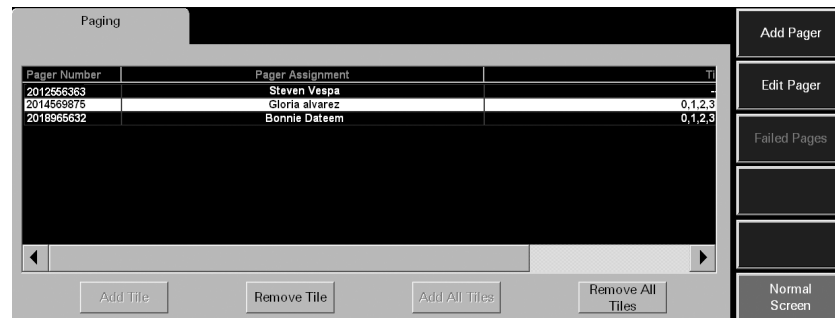 Paging
Pager Number Pager Assignment Ti
2012556363 Steven Vespa --
2014569875 Gloria alvarez 0,1,2,3
2018965632 Bonnie Dateem 0,1,2,3
Add Tile Remove Tile Add All Tiles Remove All
Tiles
Add Pager
Edit Pager
Failed Pages
Normal
Screen